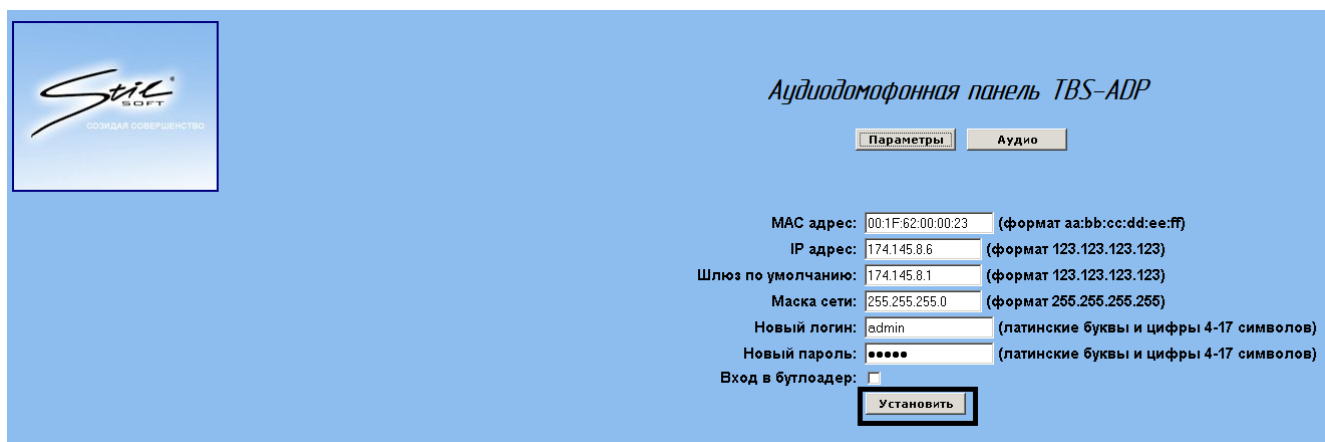 Stil
SOFT
СОЗИДАЯ СОВЕРШЕНСТВО
Аудиодомофонная панель TBS-ADP
Параметры Аудио
MAC адрес: 00:1F:62:00:00:23 (формат aa:bb:cc:dd:ee:ff)
IP адрес: 174.145.8.6 (формат 123.123.123.123)
Шлюз по умолчанию: 174.145.8.1 (формат 123.123.123.123)
Маска сети: 255.255.255.0 (формат 255.255.255.255)
Новый логин: admin (латинские буквы и цифры 4-17 символов)
Новый пароль: ●●●●● (латинские буквы и цифры 4-17 символов)
Вход в бутлоадер:
Установить